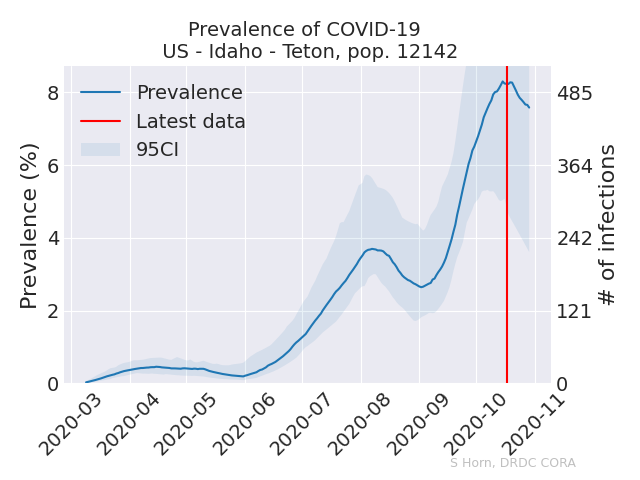 Prevalence of COVID-19
US - Idaho - Teton, pop. 12142
Prevalence
Latest data
95CI
Prevalence (%)
8
6
4
2
0
485
364
242
121
0
# of infections
2020-03
2020-04
2020-05
2020-06
2020-07
2020-08
2020-09
2020-10
2020-11
S Horn, DRDC CORA